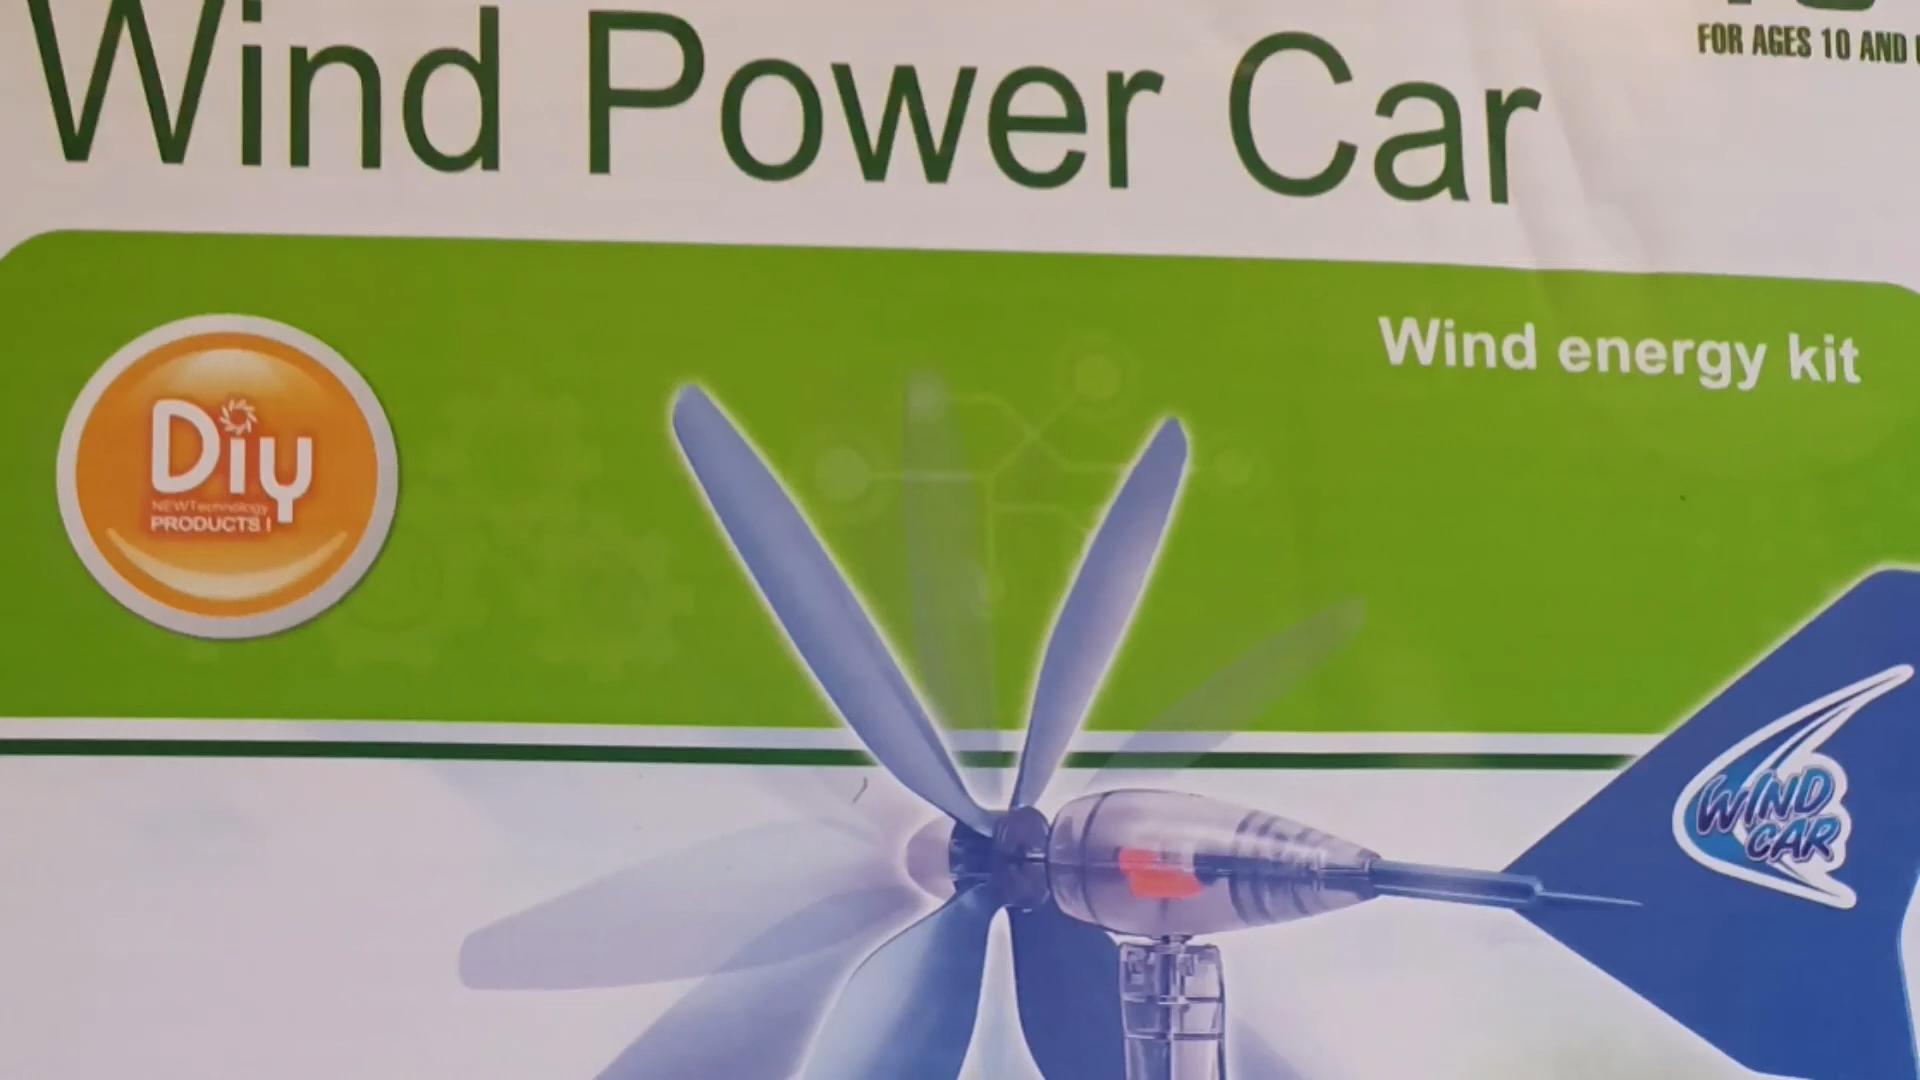 Wind Power Car
FOR AGES 10 AND
Wind energy kit
Diy
NEWTechnology
PRODUCTS !
WIND
CAR